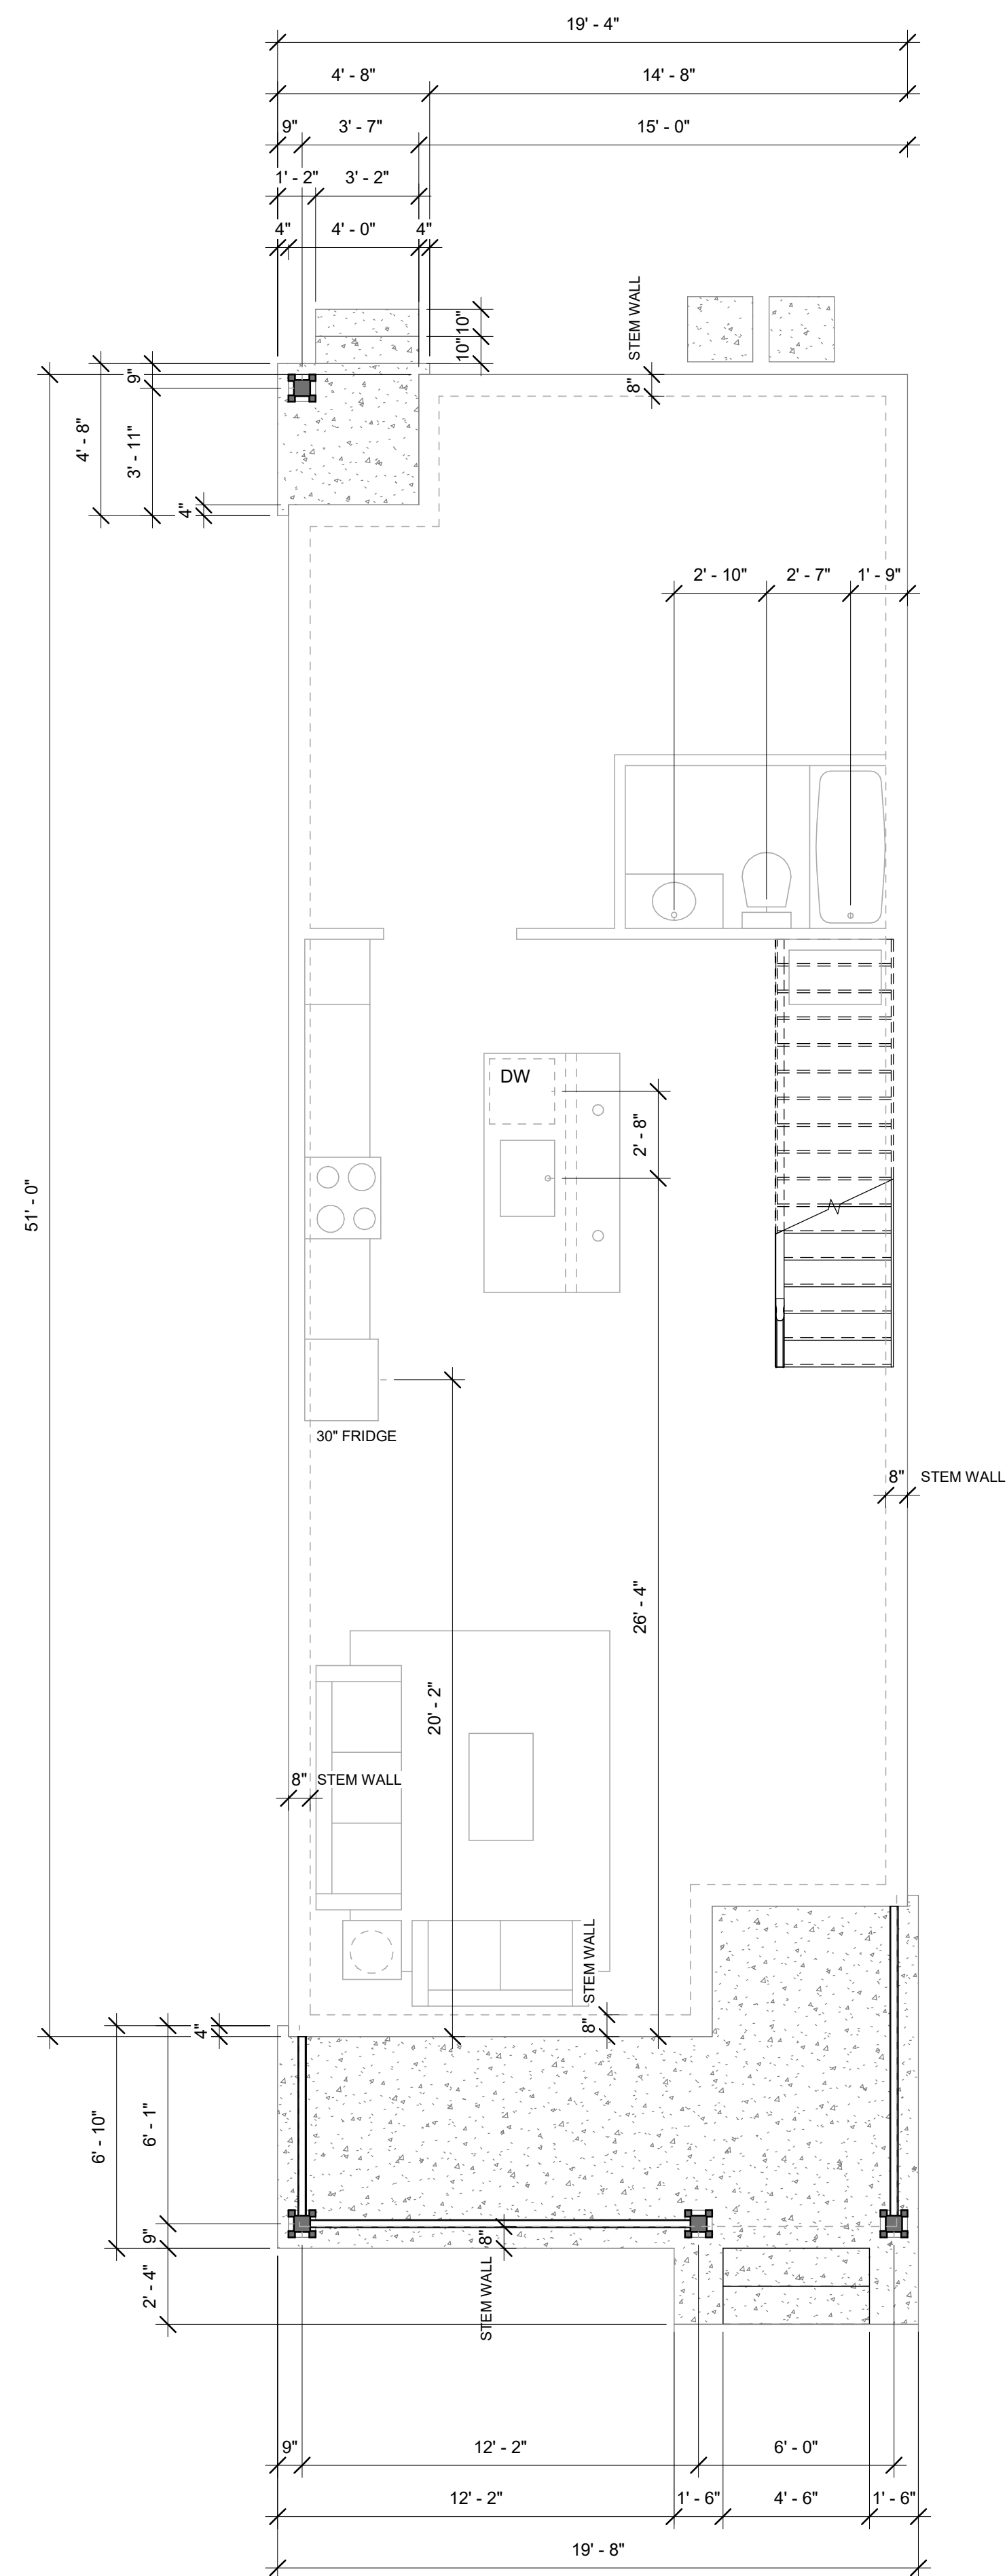 19' - 4"
4' - 8"
14' - 8"
9"
3' - 7"
15' - 0"
1' - 2"
3' - 2"
4"
4' - 0"
4"
10"
10"
STEM WALL
8"
9"
4' - 8"
3' - 11"
4"
2' - 10"
2' - 7"
1' - 9"
DW
2' - 8"
51' - 0"
30" FRIDGE
8"
STEM WALL
26' - 4"
20' - 2"
8"
STEM WALL
STEM WALL
8"
4"
6' - 10"
6' - 1"
9"
8"
STEM WALL
2' - 4"
9"
12' - 2"
6' - 0"
12' - 2"
1' - 6"
4' - 6"
1' - 6"
19' - 8"